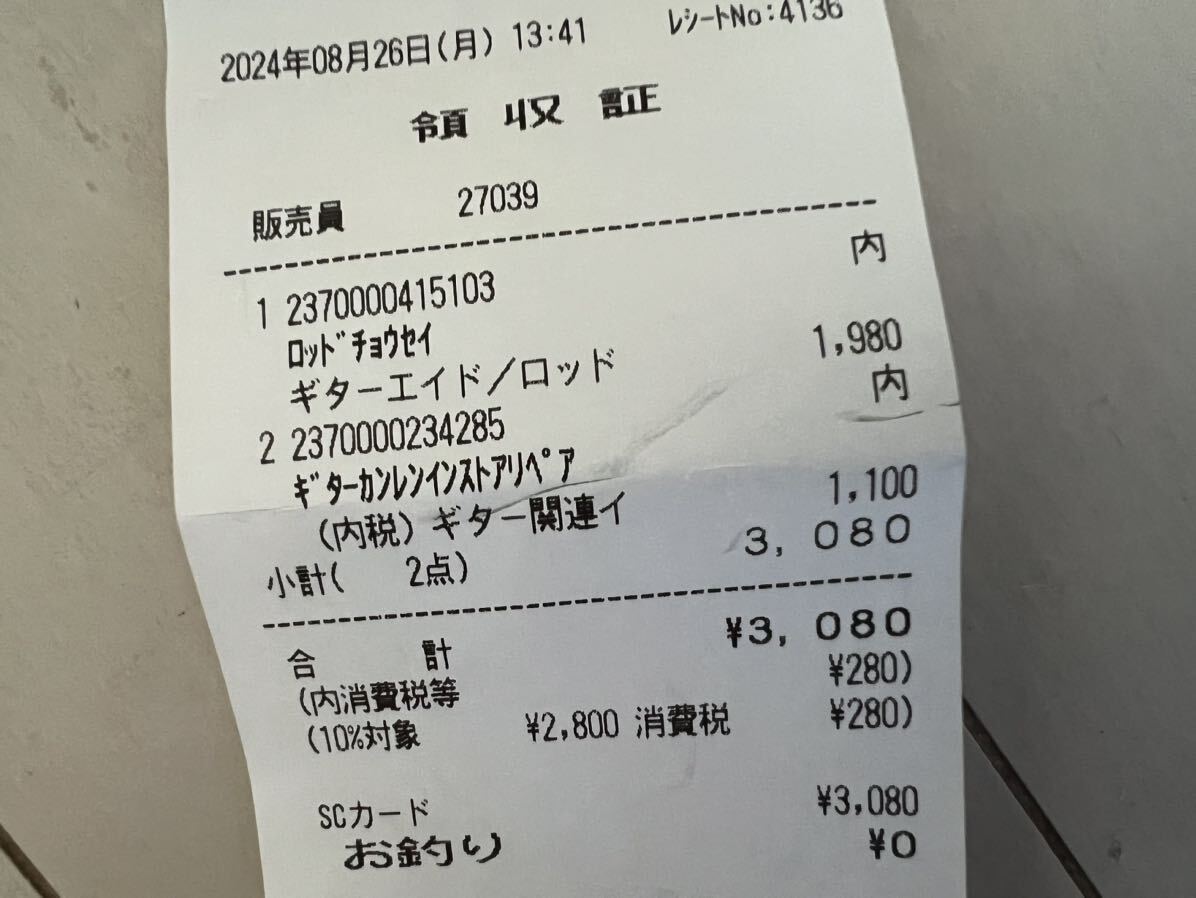 2024年08月26日(月) 13:41 レシートNo:4136
領 収 証
販売員 27039
内
1 2370000415103
ロッドチョウセイ
ギターエイド／ロッド 1,980
内
2 2370000234285
ギターカンレンインストアリペア
(内税) ギター関連イ 1,100
小計( 2点) 3,080
合 計 ¥3,080
(内消費税等 ¥280)
(10%対象 ¥2,800 消費税 ¥280)
SCカード ¥3,080
お釣り ¥0